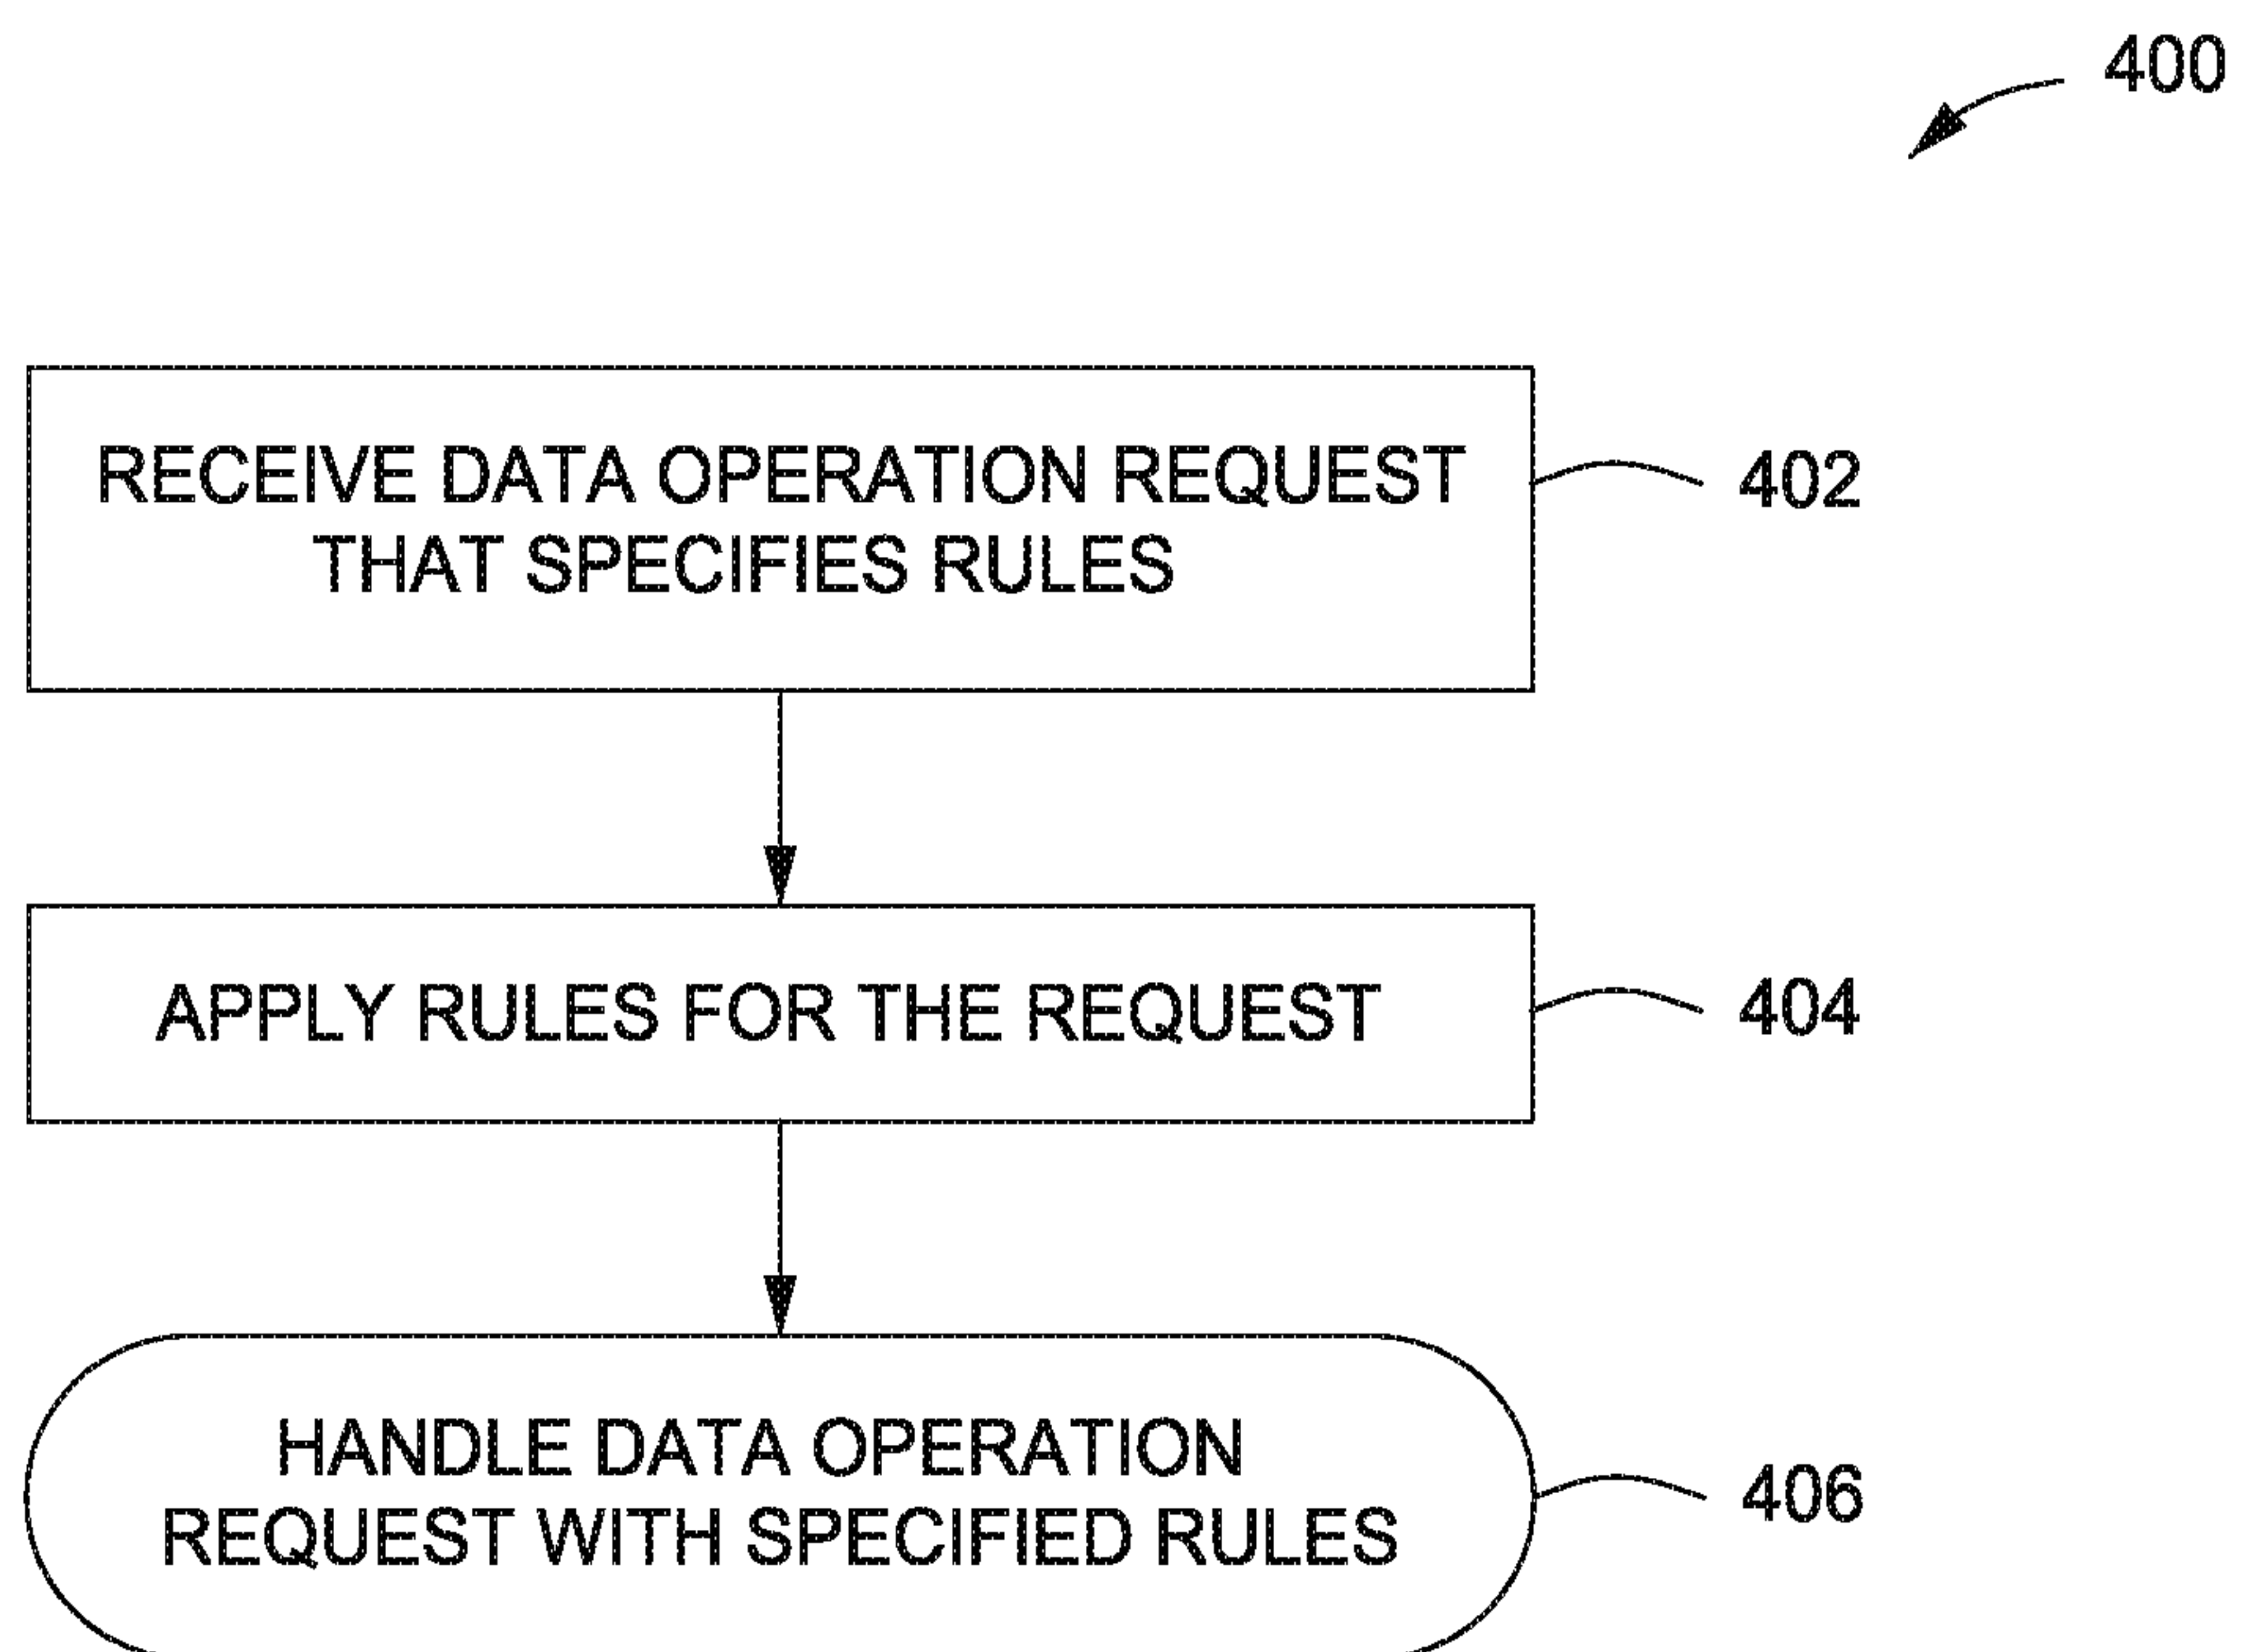 400
RECEIVE DATA OPERATION REQUEST
THAT SPECIFIES RULES
402
APPLY RULES FOR THE REQUEST
404
HANDLE DATA OPERATION
REQUEST WITH SPECIFIED RULES
406